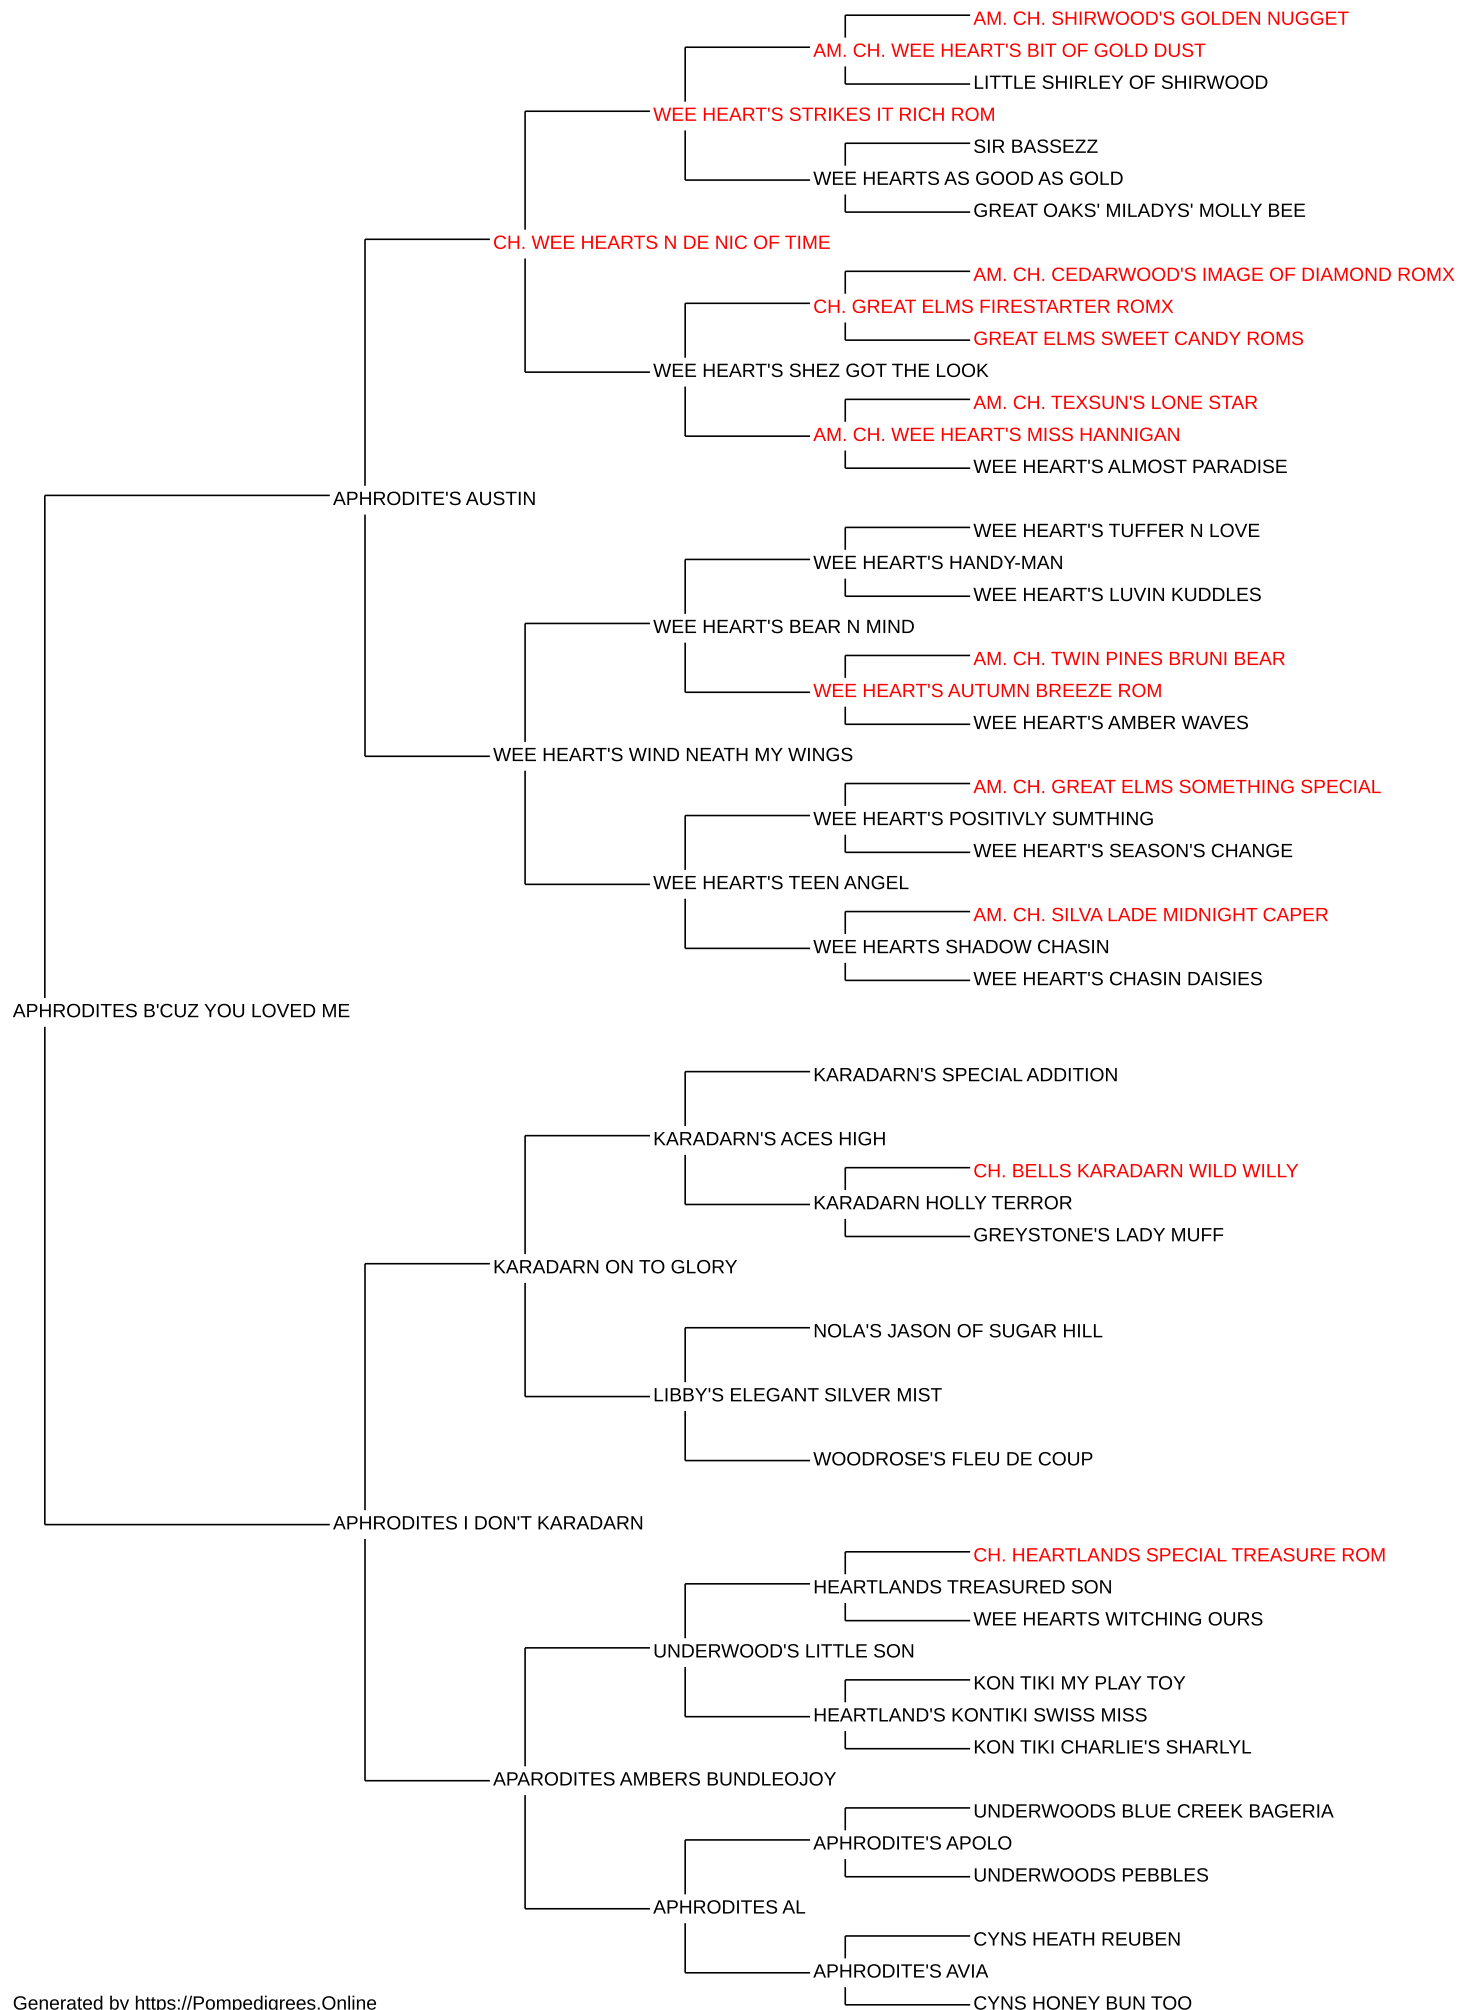 AM. CH. SHIRWOOD'S GOLDEN NUGGET
AM. CH. WEE HEART'S BIT OF GOLD DUST
LITTLE SHIRLEY OF SHIRWOOD
WEE HEART'S STRIKES IT RICH ROM
SIR BASSEZZ
WEE HEARTS AS GOOD AS GOLD
GREAT OAKS' MILADYS' MOLLY BEE
CH. WEE HEARTS N DE NIC OF TIME
AM. CH. CEDARWOOD'S IMAGE OF DIAMOND ROMX
CH. GREAT ELMS FIRESTARTER ROMX
GREAT ELMS SWEET CANDY ROMS
WEE HEART'S SHEZ GOT THE LOOK
AM. CH. TEXSUN'S LONE STAR
AM. CH. WEE HEART'S MISS HANNIGAN
WEE HEART'S ALMOST PARADISE
APHRODITE'S AUSTIN
WEE HEART'S TUFFER N LOVE
WEE HEART'S HANDY-MAN
WEE HEART'S LUVIN KUDDLES
WEE HEART'S BEAR N MIND
AM. CH. TWIN PINES BRUNI BEAR
WEE HEART'S AUTUMN BREEZE ROM
WEE HEART'S AMBER WAVES
WEE HEART'S WIND NEATH MY WINGS
AM. CH. GREAT ELMS SOMETHING SPECIAL
WEE HEART'S POSITIVLY SUMTHING
WEE HEART'S SEASON'S CHANGE
WEE HEART'S TEEN ANGEL
AM. CH. SILVA LADE MIDNIGHT CAPER
WEE HEARTS SHADOW CHASIN
WEE HEART'S CHASIN DAISIES
APHRODITES B'CUZ YOU LOVED ME
KARADARN'S SPECIAL ADDITION
KARADARN'S ACES HIGH
CH. BELLS KARADARN WILD WILLY
KARADARN HOLLY TERROR
GREYSTONE'S LADY MUFF
KARADARN ON TO GLORY
NOLA'S JASON OF SUGAR HILL
LIBBY'S ELEGANT SILVER MIST
WOODROSE'S FLEU DE COUP
APHRODITES I DON'T KARADARN
CH. HEARTLANDS SPECIAL TREASURE ROM
HEARTLANDS TREASURED SON
WEE HEARTS WITCHING OURS
UNDERWOOD'S LITTLE SON
KON TIKI MY PLAY TOY
HEARTLAND'S KONTIKI SWISS MISS
KON TIKI CHARLIE'S SHARLYL
APARODITES AMBERS BUNDLEOJOY
UNDERWOODS BLUE CREEK BAGERIA
APHRODITE'S APOLO
UNDERWOODS PEBBLES
APHRODITES AL
CYNS HEATH REUBEN
APHRODITE'S AVIA
CYNS HONEY BUN TOO
Generated by https://Pompedigrees.Online